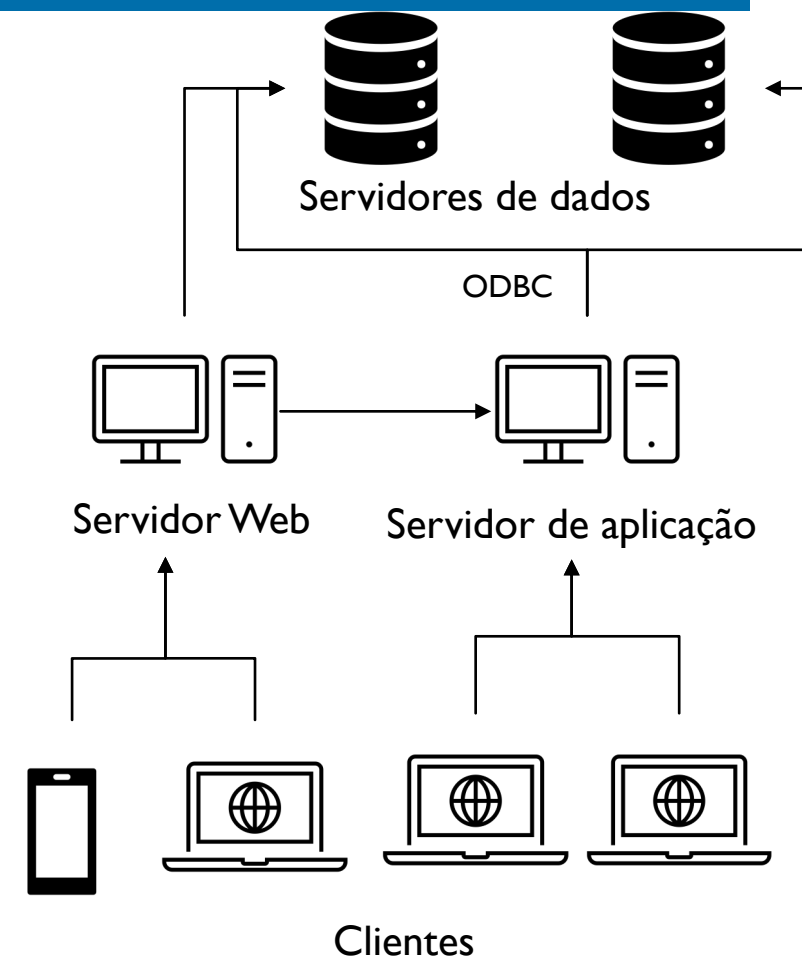 Servidores de dados
ODBC
Servidor Web
Servidor de aplicação
Clientes